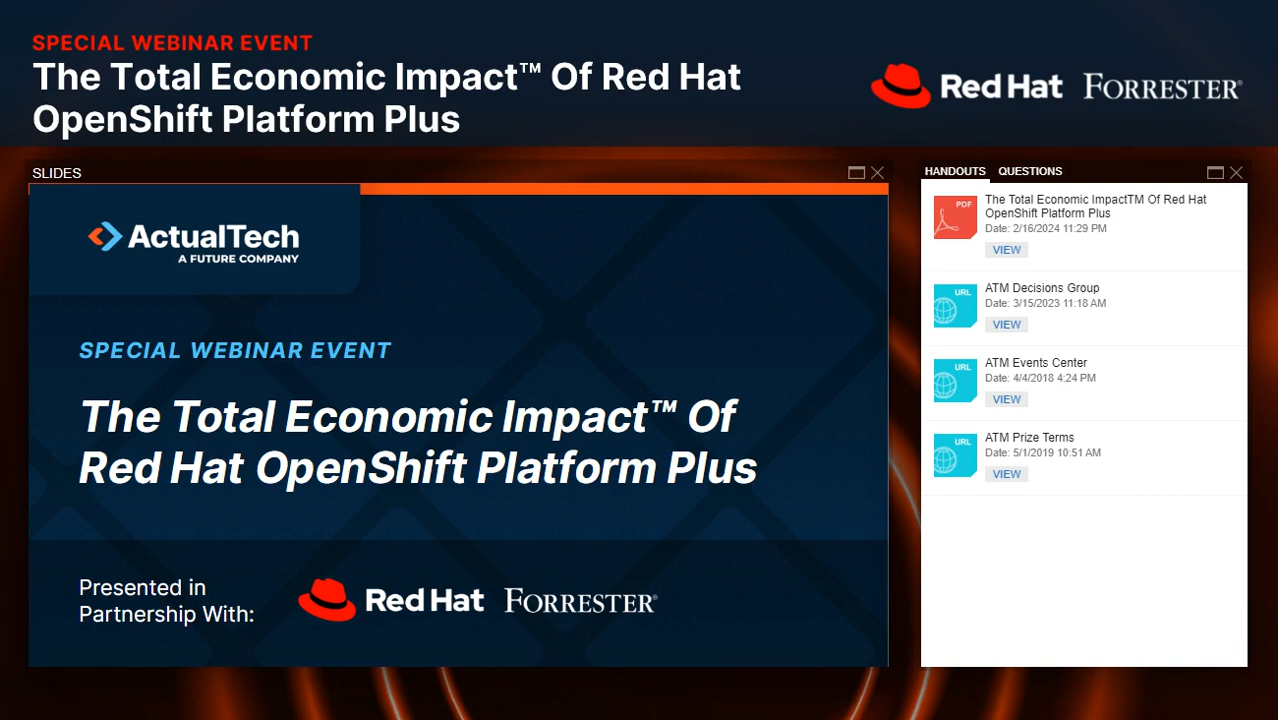 SPECIAL WEBINAR EVENT
The Total Economic Impact™ Of Red Hat
OpenShift Platform Plus
Red Hat
FORRESTER®
SLIDES
ActualTech
A FUTURE COMPANY
SPECIAL WEBINAR EVENT
The Total Economic Impact™ Of
Red Hat OpenShift Platform Plus
Presented in
Partnership With:
Red Hat
FORRESTER®
HANDOUTS QUESTIONS
PDF
The Total Economic ImpactTM Of Red Hat
OpenShift Platform Plus
Date: 2/16/2024 11:29 PM
VIEW
URL
ATM Decisions Group
Date: 3/15/2023 11:18 AM
VIEW
URL
ATM Events Center
Date: 4/4/2018 4:24 PM
VIEW
URL
ATM Prize Terms
Date: 5/1/2019 10:51 AM
VIEW